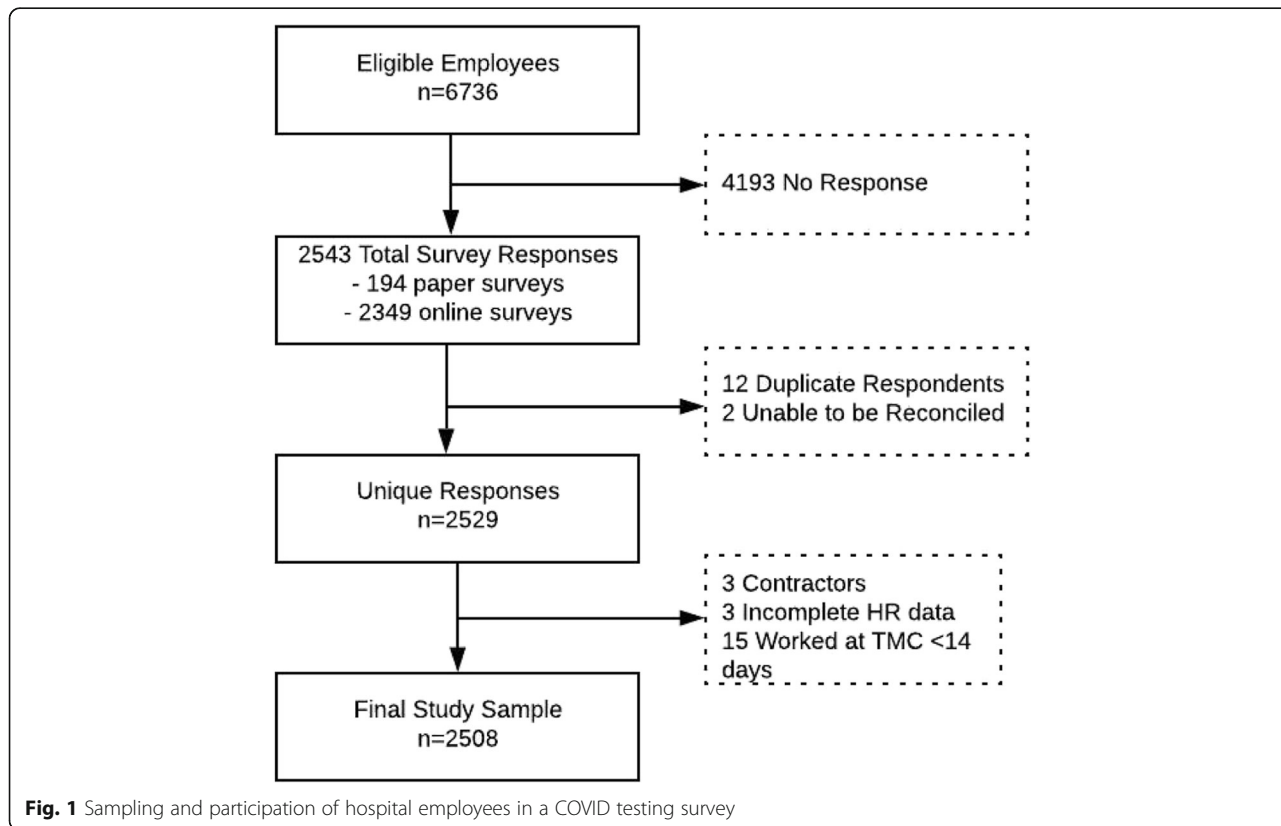 Eligible Employees
n=6736
4193 No Response
2543 Total Survey Responses
- 194 paper surveys
- 2349 online surveys
12 Duplicate Respondents
2 Unable to be Reconciled
Unique Responses
n=2529
3 Contractors
3 Incomplete HR data
15 Worked at TMC <14
days
Final Study Sample
n=2508
Fig. 1 Sampling and participation of hospital employees in a COVID testing survey